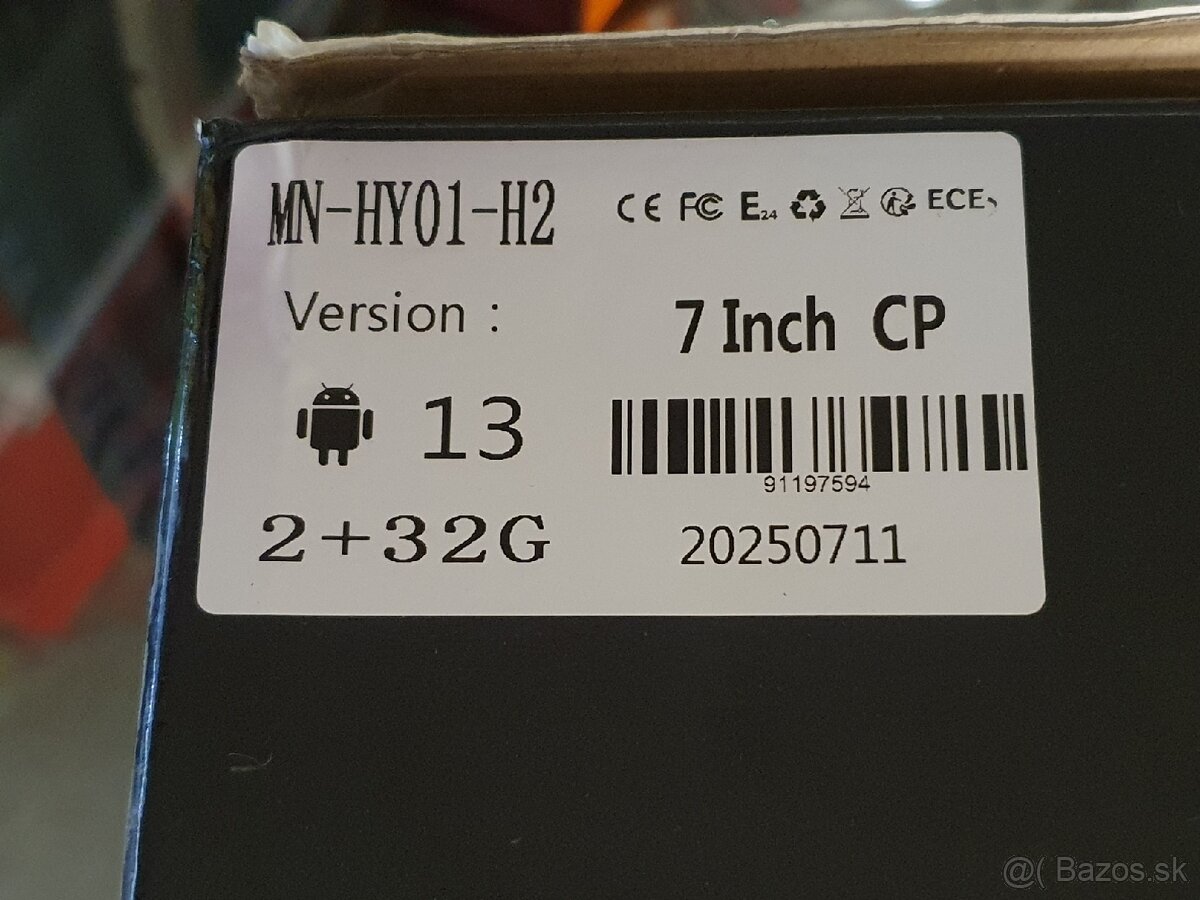 MN-HY01-H2
CE FC E24 ECE
Version :
7 Inch CP
13
91197594
2+32G
20250711
@( Bazos.sk